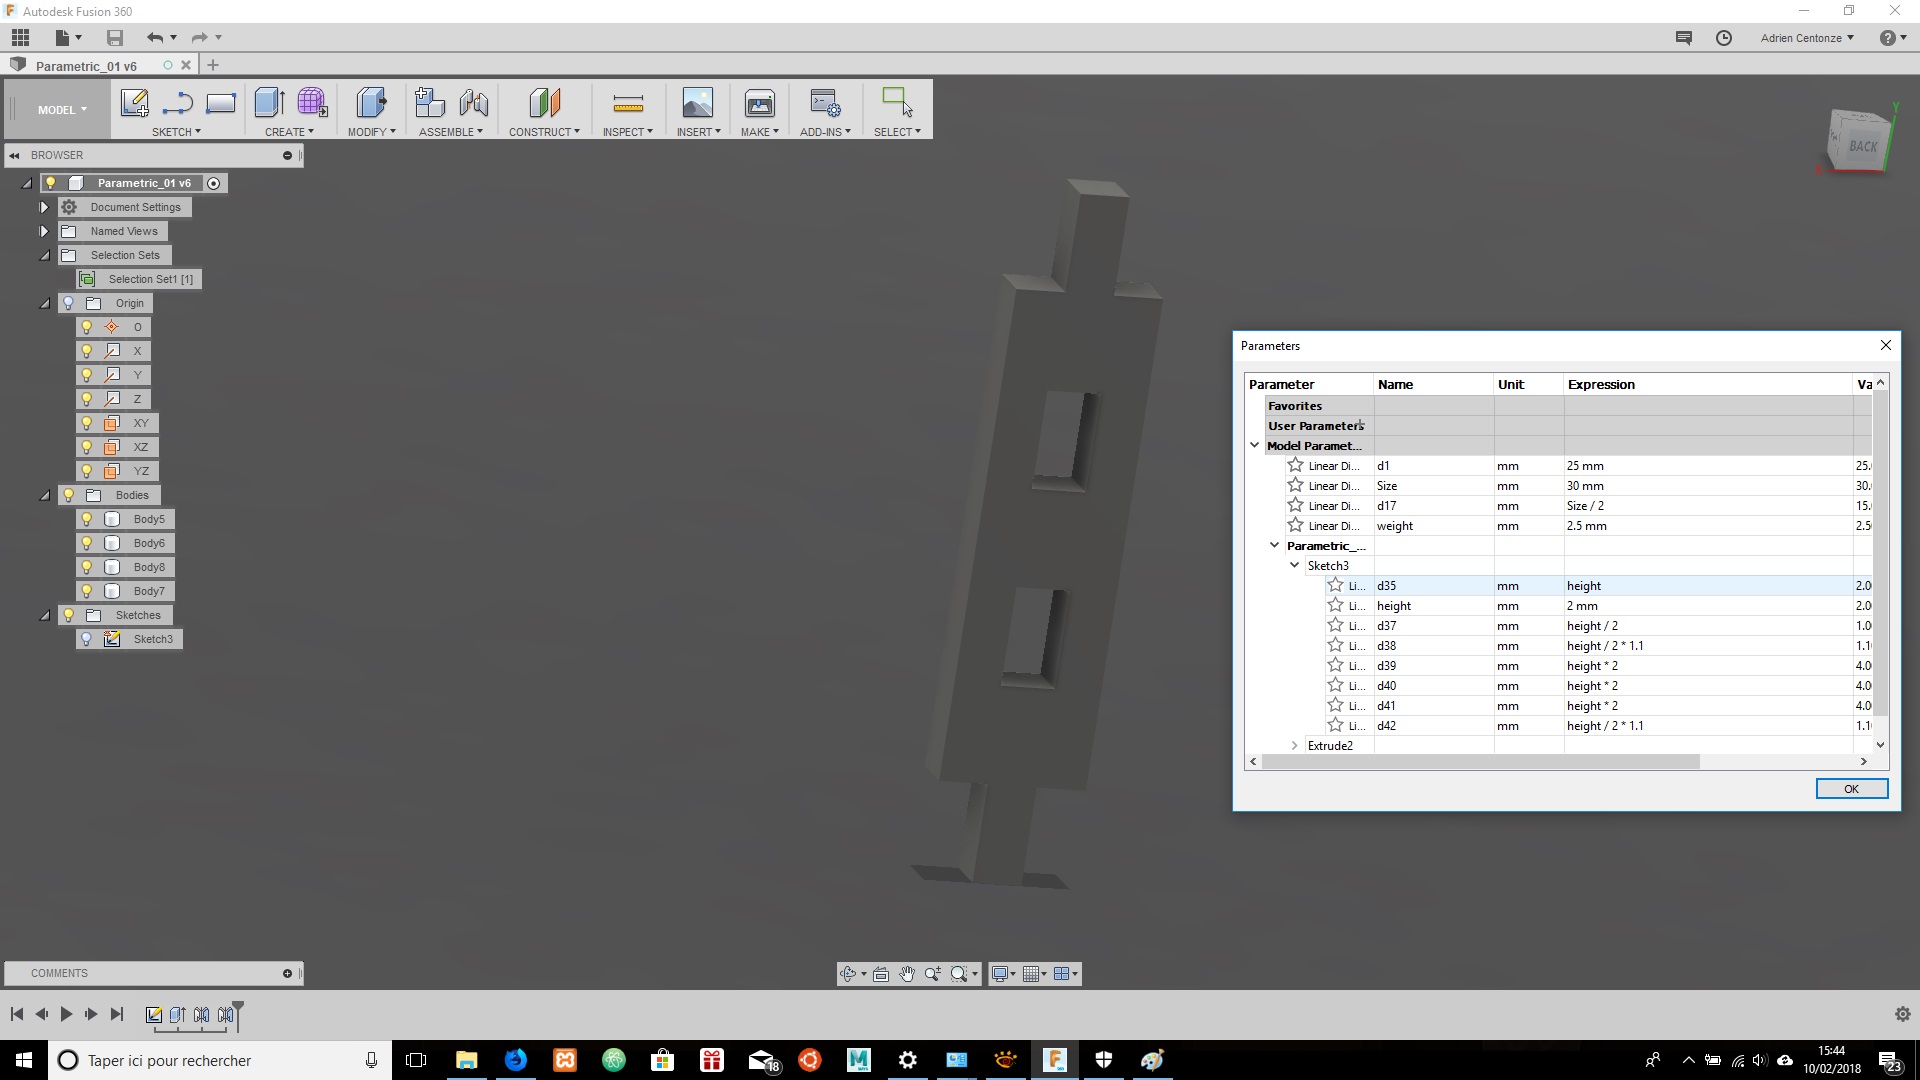 Autodesk Fusion 360
Adrien Centonze
Parametric_01 v6
MODEL
SKETCH
CREATE
MODIFY
ASSEMBLE
CONSTRUCT
INSPECT
INSERT
MAKE
ADD-INS
SELECT
BACK
X
Y
BROWSER
Parametric_01 v6
Document Settings
Named Views
Selection Sets
Selection Set1 [1]
Origin
O
X
Y
Z
XY
XZ
YZ
Bodies
Body5
Body6
Body8
Body7
Sketches
Sketch3
Parameters
Parameter Name Unit Expression Va
Favorites
User Parameters
Model Paramet...
Linear Di... d1 mm 25 mm 25.
Linear Di... Size mm 30 mm 30.
Linear Di... d17 mm Size / 2 15.
Linear Di... weight mm 2.5 mm 2.5
Parametric_...
Sketch3
Li... d35 mm height 2.0
Li... height mm 2 mm 2.0
Li... d37 mm height / 2 1.0
Li... d38 mm height / 2 * 1.1 1.1
Li... d39 mm height * 2 4.0
Li... d40 mm height * 2 4.0
Li... d41 mm height * 2 4.0
Li... d42 mm height / 2 * 1.1 1.1
Extrude2
OK
COMMENTS
Taper ici pour rechercher
18
15:44
10/02/2018
23